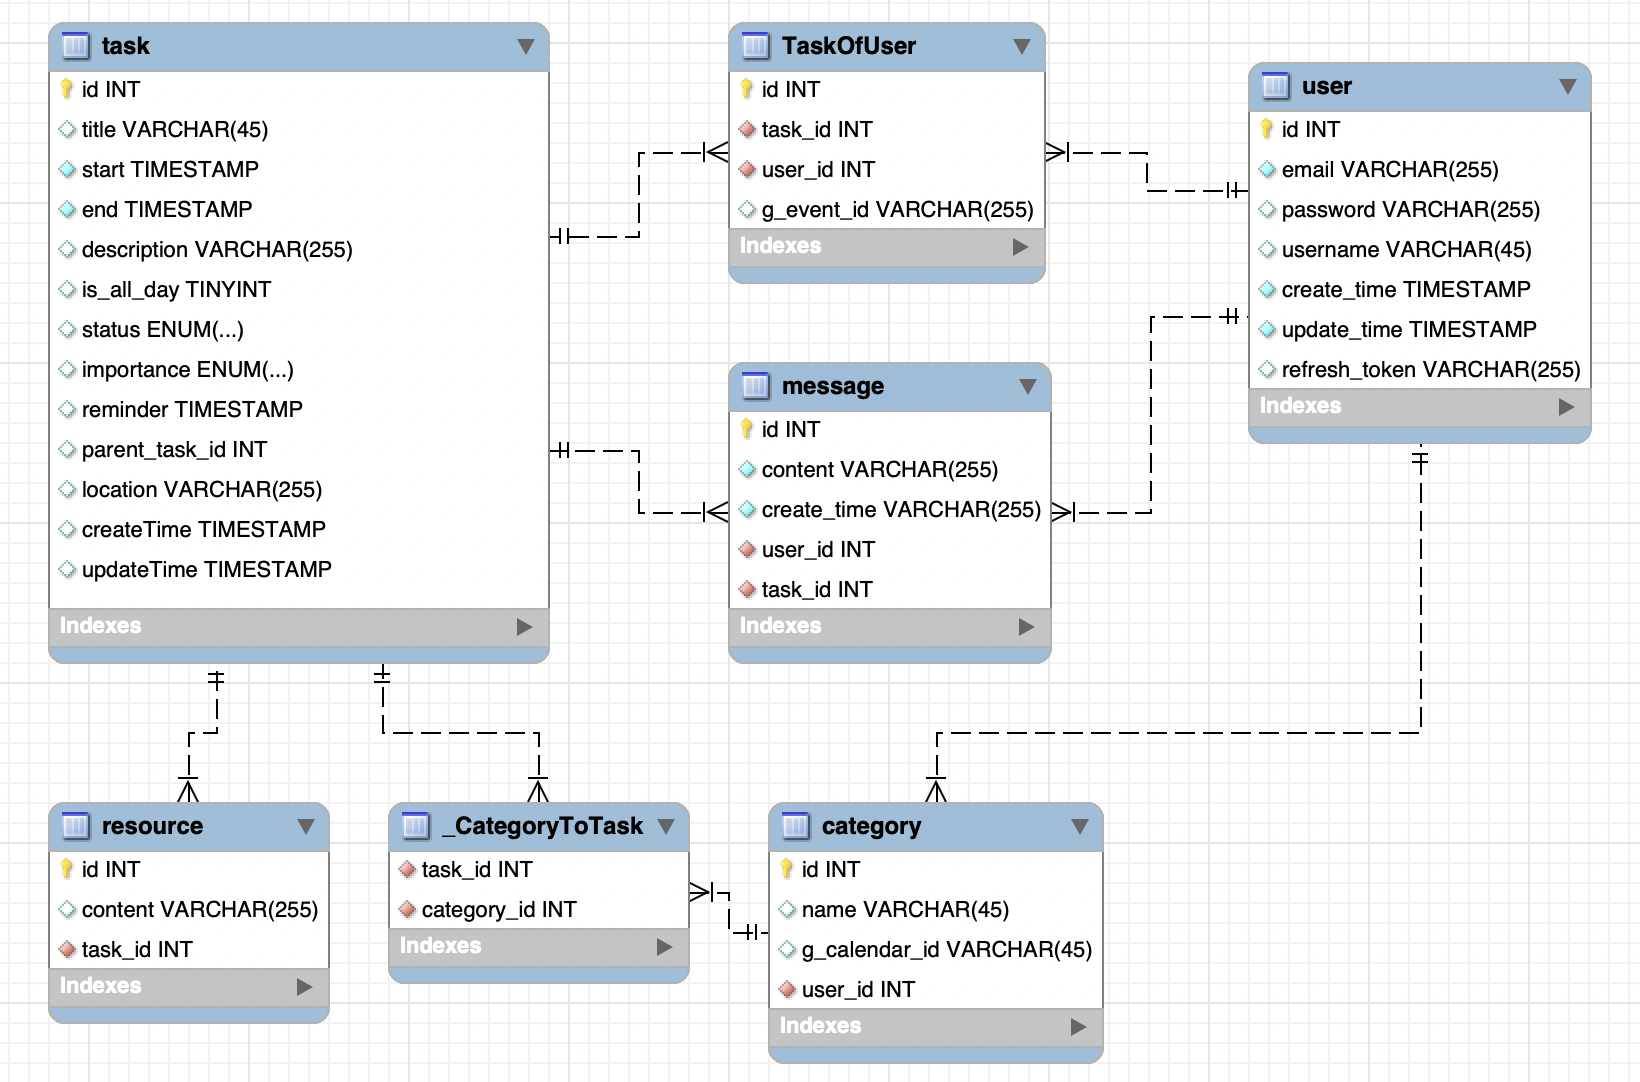 task
id INT
title VARCHAR(45)
start TIMESTAMP
end TIMESTAMP
description VARCHAR(255)
is_all_day TINYINT
status ENUM(...)
importance ENUM(...)
reminder TIMESTAMP
parent_task_id INT
location VARCHAR(255)
createTime TIMESTAMP
updateTime TIMESTAMP
Indexes
TaskOfUser
id INT
task_id INT
user_id INT
g_event_id VARCHAR(255)
Indexes
user
id INT
email VARCHAR(255)
password VARCHAR(255)
username VARCHAR(45)
create_time TIMESTAMP
update_time TIMESTAMP
refresh_token VARCHAR(255)
Indexes
message
id INT
content VARCHAR(255)
create_time VARCHAR(255)
user_id INT
task_id INT
Indexes
resource
id INT
content VARCHAR(255)
task_id INT
Indexes
_CategoryToTask
task_id INT
category_id INT
Indexes
category
id INT
name VARCHAR(45)
g_calendar_id VARCHAR(45)
user_id INT
Indexes